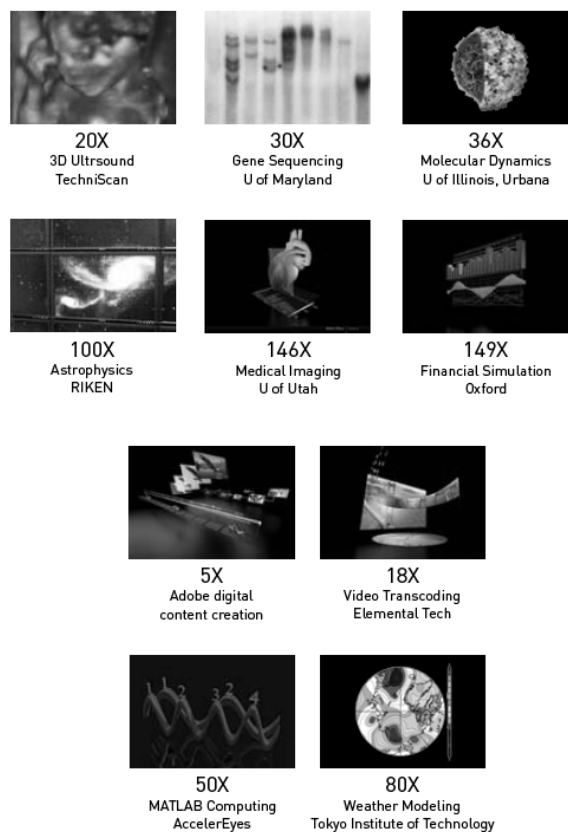 20X
3D Ultrsound
TechniScan
30X
Gene Sequencing
U of Maryland
36X
Molecular Dynamics
U of Illinois, Urbana
100X
Astrophysics
RIKEN
146X
Medical Imaging
U of Utah
149X
Financial Simulation
Oxford
5X
Adobe digital
content creation
18X
Video Transcoding
Elemental Tech
50X
MATLAB Computing
AccelerEyes
80X
Weather Modeling
Tokyo Institute of Technology